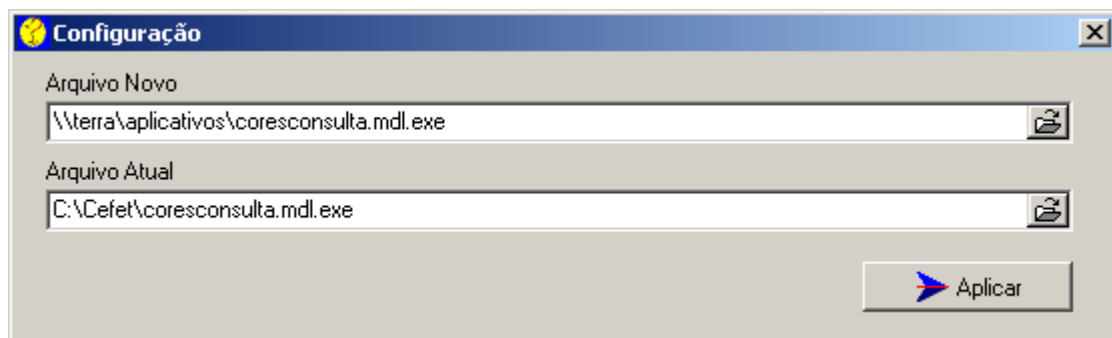 Configuração
Arquivo Novo
\\terra\aplicativos\coresconsulta.mdl.exe
Arquivo Atual
C:\Cefet\coresconsulta.mdl.exe
Aplicar